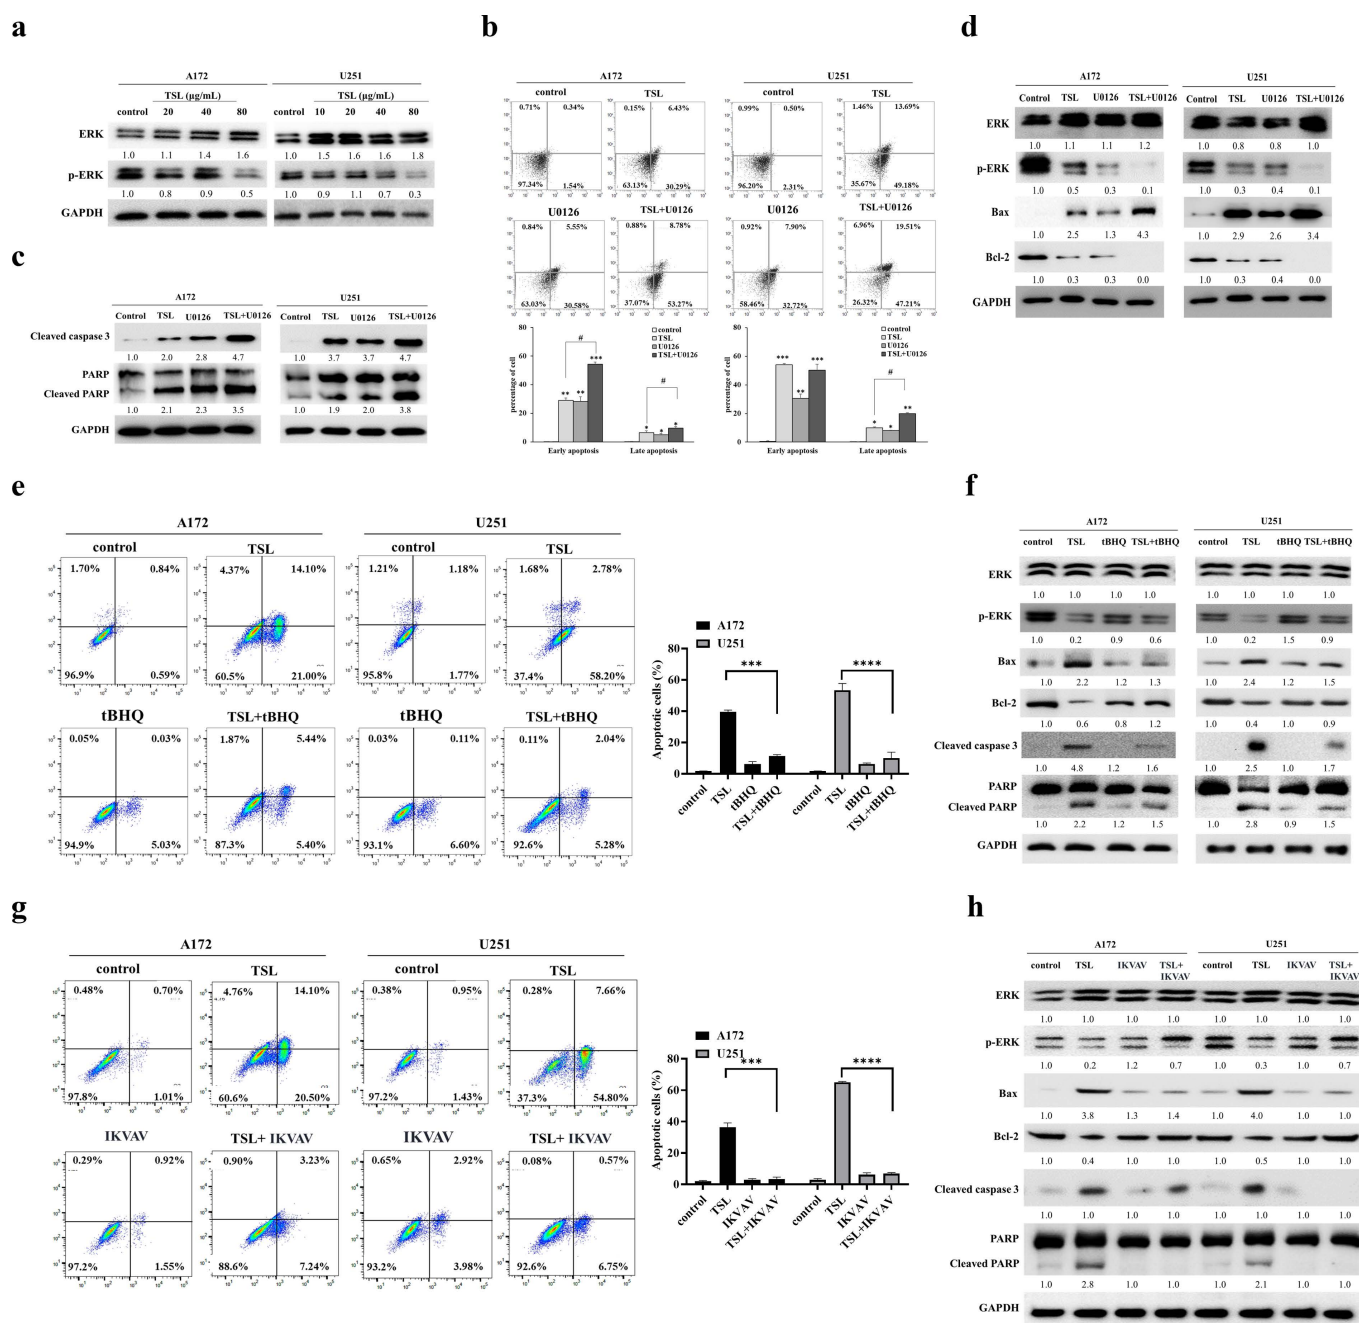 a
A172
U251
TSL (μg/mL)
TSL (μg/mL)
control 20 40 80 control 10 20 40 80
ERK
1.0 1.1 1.4 1.6 1.0 1.5 1.6 1.6 1.8
p-ERK
1.0 0.8 0.9 0.5 1.0 0.9 1.1 0.7 0.3
GAPDH
b
A172
U251
control TSL control TSL
0.71% 0.34% 0.15% 6.43% 0.99% 0.50% 1.46% 13.69%
97.34% 1.54% 63.13% 30.29% 96.20% 2.31% 35.67% 49.18%
U0126 TSL+U0126 U0126 TSL+U0126
0.84% 5.55% 0.88% 8.78% 0.92% 7.90% 6.96% 19.51%
63.03% 30.58% 37.07% 53.27% 58.46% 32.72% 26.32% 47.21%
percentage of cell
80
60
40
20
0
control
TSL
U0126
TSL+U0126
# ** ** *** # * * *
Early apoptosis Late apoptosis
percentage of cell
80
60
40
20
0
control
TSL
U0126
TSL+U0126
*** ** *** # * * **
Early apoptosis Late apoptosis
c
A172
U251
Control TSL U0126 TSL+U0126 Control TSL U0126 TSL+U0126
Cleaved caspase 3
1.0 2.0 2.8 4.7 1.0 3.7 3.7 4.7
PARP
Cleaved PARP
1.0 2.1 2.3 3.5 1.0 1.9 2.0 3.8
GAPDH
d
A172
U251
Control TSL U0126 TSL+U0126 Control TSL U0126 TSL+U0126
ERK
1.0 1.1 1.1 1.2 1.0 0.8 0.8 1.0
p-ERK
1.0 0.5 0.3 0.1 1.0 0.3 0.4 0.1
Bax
1.0 2.5 1.3 4.3 1.0 2.9 2.6 3.4
Bcl-2
1.0 0.3 0.3 0.0 1.0 0.3 0.4 0.0
GAPDH
e
A172
U251
control TSL control TSL
1.70% 0.84% 4.37% 14.10% 1.21% 1.18% 1.68% 2.78%
96.9% 0.59% 60.5% 21.00% 95.8% 1.77% 37.4% 58.20%
tBHQ TSL+tBHQ tBHQ TSL+tBHQ
0.05% 0.03% 1.87% 5.44% 0.03% 0.11% 0.11% 2.04%
94.9% 5.03% 87.3% 5.40% 93.1% 6.60% 92.6% 5.28%
A172
U251
Apoptotic cells (%)
80
60
40
20
0
*** ****
control TSL tBHQ TSL+tBHQ control TSL tBHQ TSL+tBHQ
f
A172
U251
control TSL tBHQ TSL+tBHQ control TSL tBHQ TSL+tBHQ
ERK
1.0 1.0 1.0 1.0 1.0 1.0 1.0 1.0
p-ERK
1.0 0.2 0.9 0.6 1.0 0.2 1.5 0.9
Bax
1.0 2.2 1.2 1.3 1.0 2.4 1.2 1.5
Bcl-2
1.0 0.6 0.8 1.2 1.0 0.4 1.0 0.9
Cleaved caspase 3
1.0 4.8 1.2 1.6 1.0 2.5 1.0 1.7
PARP
Cleaved PARP
1.0 2.2 1.2 1.5 1.0 2.8 0.9 1.5
GAPDH
g
A172
U251
control TSL control TSL
0.48% 0.70% 4.76% 14.10% 0.38% 0.95% 0.28% 7.66%
97.8% 1.01% 60.6% 20.50% 97.2% 1.43% 37.3% 54.80%
IKVAV TSL+ IKVAV IKVAV TSL+ IKVAV
0.29% 0.92% 0.90% 3.23% 0.65% 2.92% 0.08% 0.57%
97.2% 1.55% 88.6% 7.24% 93.2% 3.98% 92.6% 6.75%
A172
U251
Apoptotic cells (%)
80
60
40
20
0
*** ****
control TSL IKVAV TSL+IKVAV control TSL IKVAV TSL+IKVAV
h
A172
U251
control TSL IKVAV TSL+ IKVAV control TSL IKVAV TSL+ IKVAV
ERK
1.0 1.0 1.0 1.0 1.0 1.0 1.0 1.0
p-ERK
1.0 0.2 1.2 0.7 1.0 0.3 1.0 0.7
Bax
1.0 3.8 1.3 1.4 1.0 4.0 1.0 1.0
Bcl-2
1.0 0.4 1.0 1.0 1.0 0.5 1.0 1.0
Cleaved caspase 3
PARP
Cleaved PARP
1.0 2.8 1.0 1.0 1.0 2.1 1.0 1.0
GAPDH